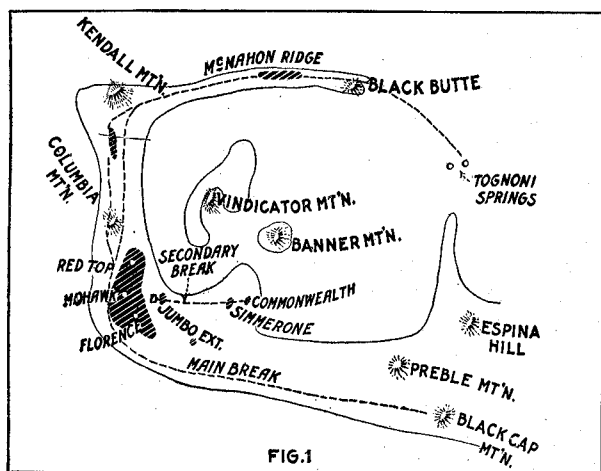 KENDALL MT'N.
McNAHON RIDGE
BLACK BUTTE
COLUMBIA
MT'N.
TOGNONI
SPRINGS
VINDICATOR MT'N.
BANNER MT'N.
SECONDARY
BREAK
RED TOP
MOHAWK
FLORENCE
JUMBO EXT.
COMMONWEALTH
SIMMERONE
ESPINA
HILL
PREBLE MT'N.
MAIN BREAK
BLACK CAP
MT'N.
FIG.1